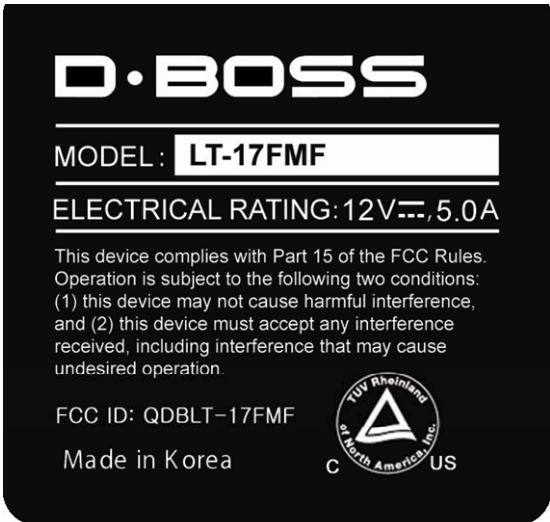 D·BOSS
MODEL: LT-17FMF
ELECTRICAL RATING: 12V⎓, 5.0A
This device complies with Part 15 of the FCC Rules.
Operation is subject to the following two conditions:
(1) this device may not cause harmful interference,
and (2) this device must accept any interference
received, including interference that may cause
undesired operation.
FCC ID: QDBLT-17FMF
Made in Korea
TUV Rheinland
of North America, Inc.
C US